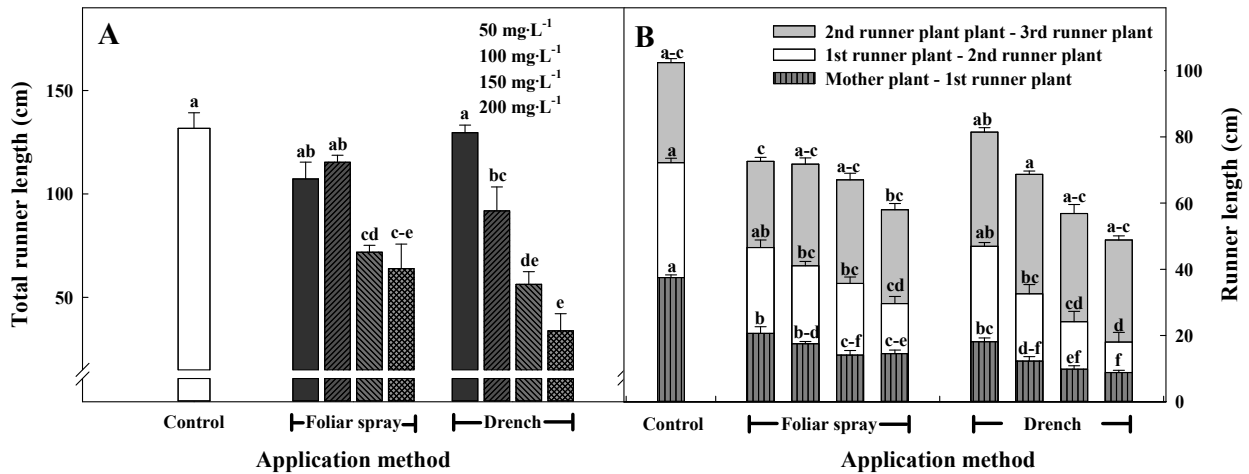 A
50 mg·L-1
100 mg·L-1
150 mg·L-1
200 mg·L-1
Total runner length (cm)
150
100
50
a
ab
ab
cd
c-e
a
bc
de
e
Control
Foliar spray
Drench
Application method
B
2nd runner plant plant - 3rd runner plant
1st runner plant - 2nd runner plant
Mother plant - 1st runner plant
a-c
a
a
c
ab
b
a-c
bc
b-d
a-c
bc
c-f
bc
cd
c-e
ab
ab
bc
a
bc
d-f
a-c
cd
ef
a-c
d
f
100
80
60
40
20
0
Runner length (cm)
Control
Foliar spray
Drench
Application method